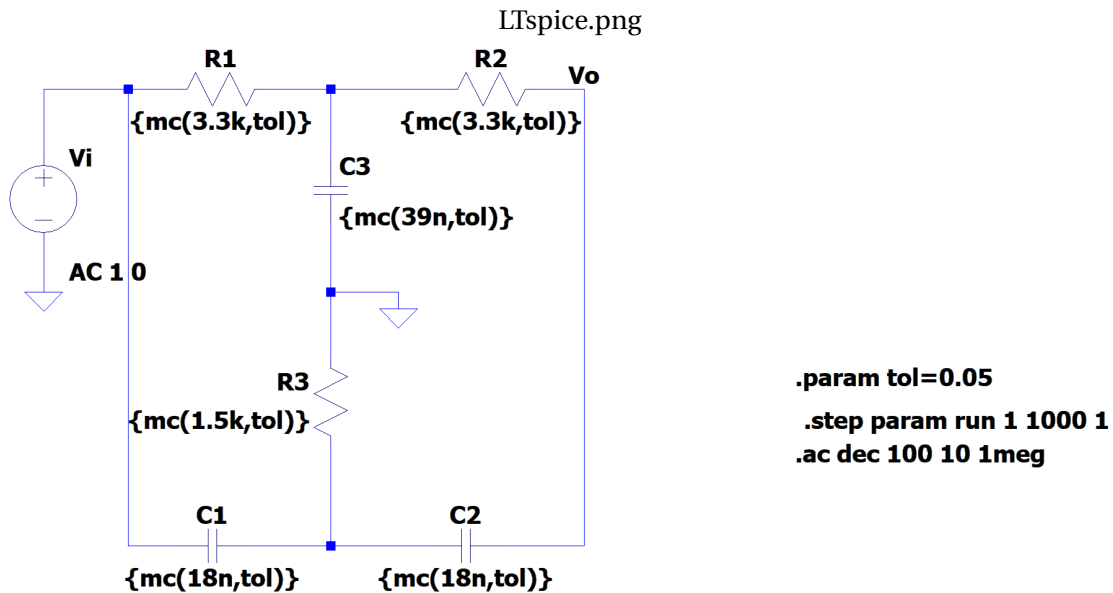 LTspice.png
R1
R2
Vo
{mc(3.3k,tol)}
{mc(3.3k,tol)}
Vi
C3
{mc(39n,tol)}
AC 1 0
R3
{mc(1.5k,tol)}
.param tol=0.05
.step param run 1 1000 1
.ac dec 100 10 1meg
C1
C2
{mc(18n,tol)}
{mc(18n,tol)}